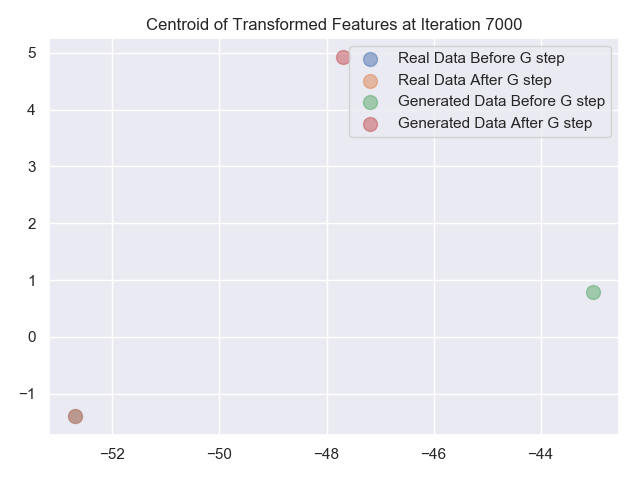 Centroid of Transformed Features at Iteration 7000
5
4
3
2
1
0
−1
−52
−50
−48
−46
−44
Real Data Before G step
Real Data After G step
Generated Data Before G step
Generated Data After G step